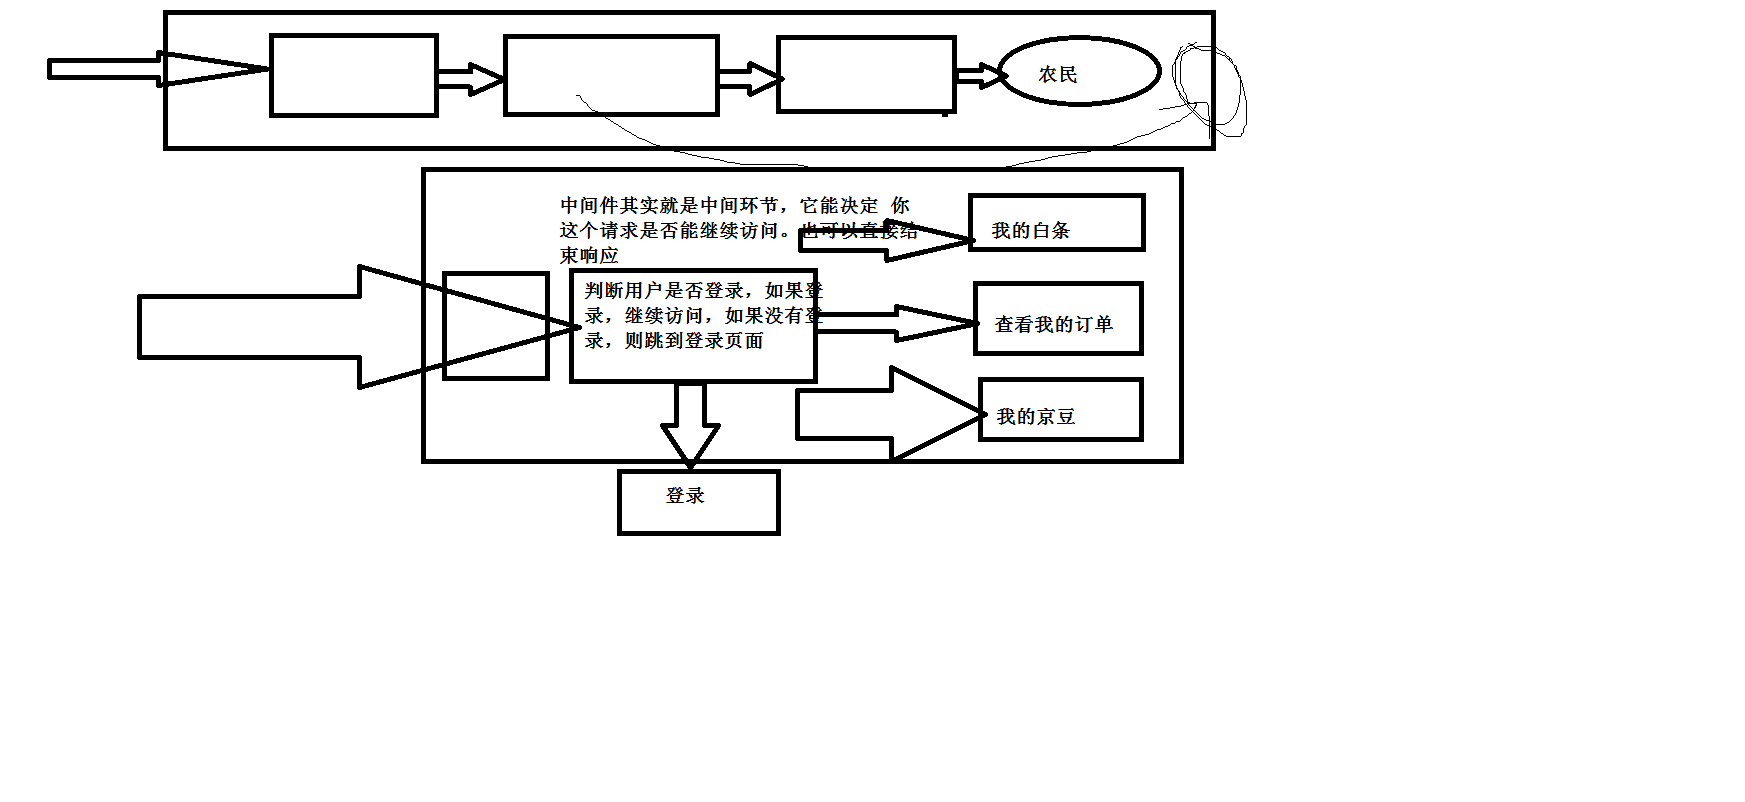 农民
中间件其实就是中间环节，它能决定 你
这个请求是否能继续访问。也可以直接结
束响应
我的白条
判断用户是否登录，如果登
录，继续访问，如果没有登
录，则跳到登录页面
查看我的订单
我的京豆
登录